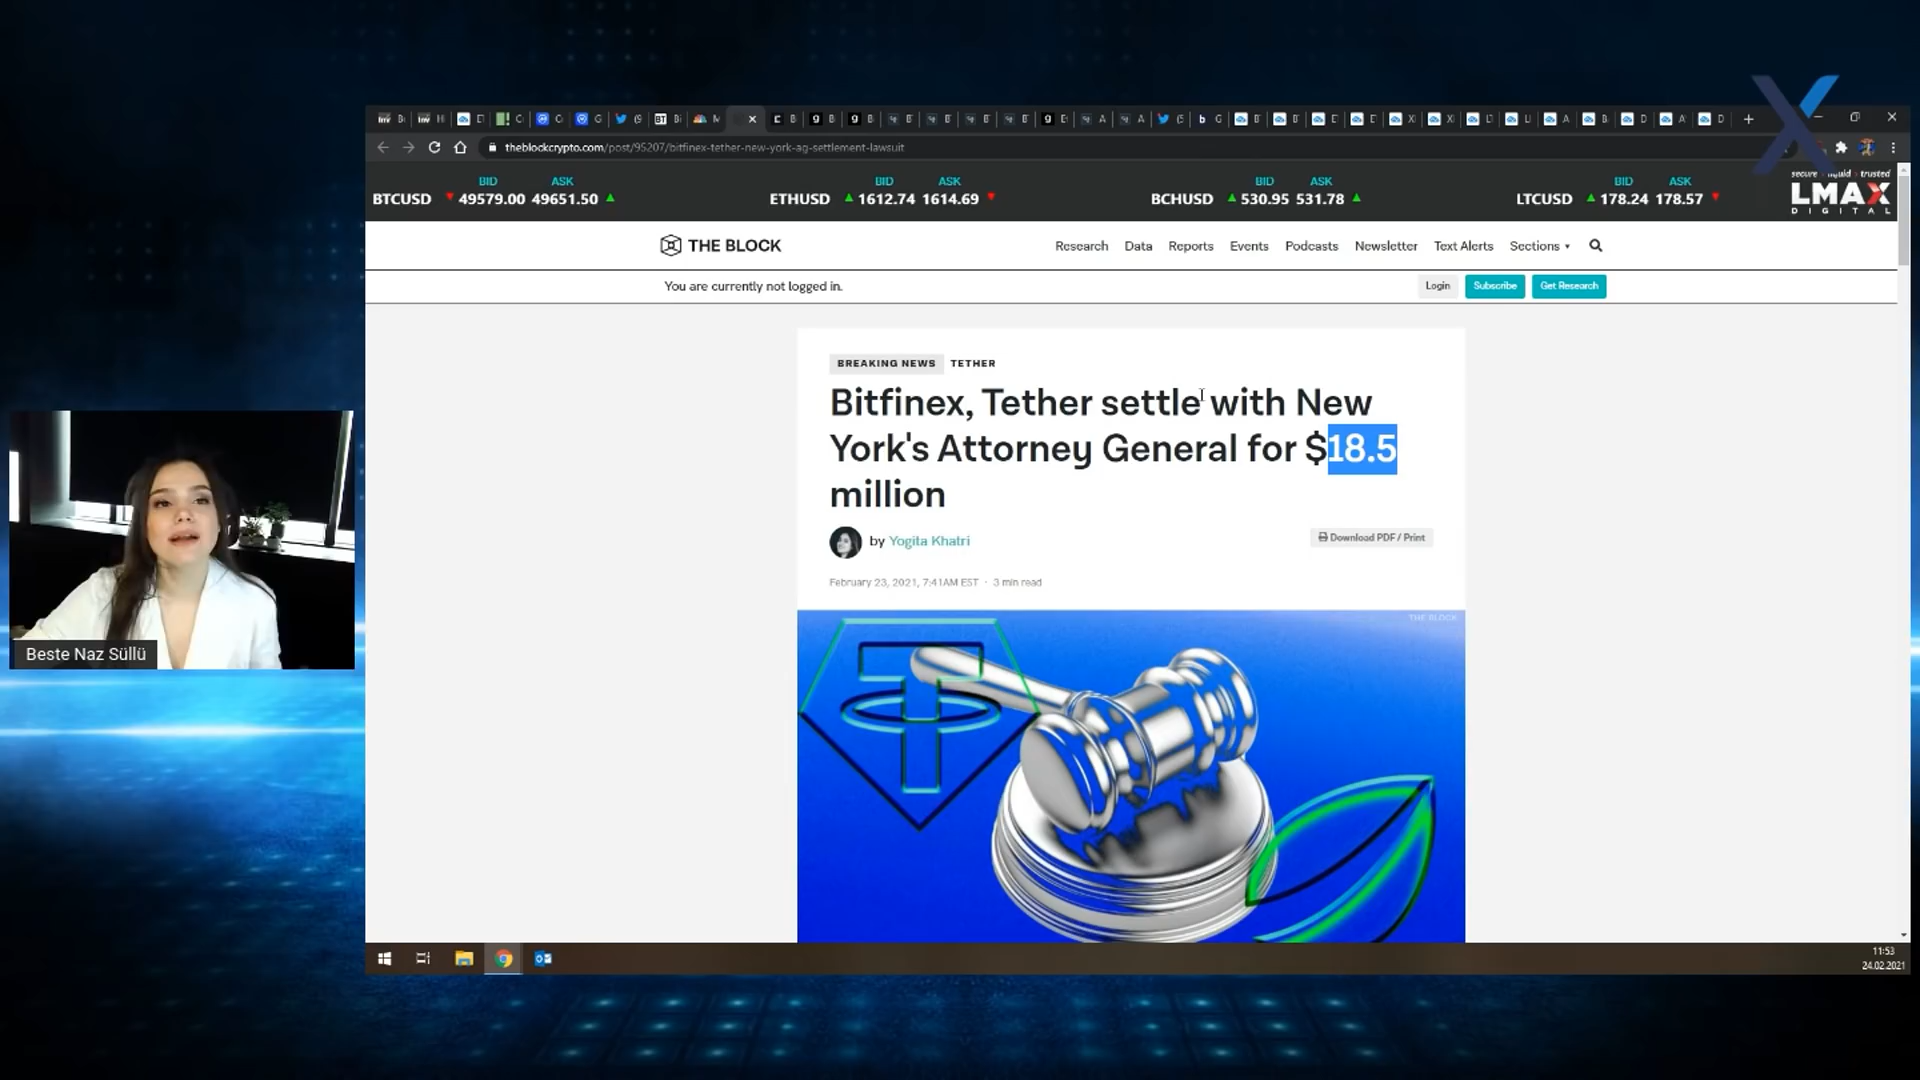 theblockcrypto.com/post/95207/bitfinex-tether-new-york-ag-settlement-lawsuit
BID ASK
BTCUSD 49579.00 49651.50
BID ASK
ETHUSD 1612.74 1614.69
BID ASK
BCHUSD 530.95 531.78
BID ASK
LTCUSD 178.24 178.57
secure liquid trusted
LMAX
DIGITAL
THE BLOCK
Research Data Reports Events Podcasts Newsletter Text Alerts Sections
You are currently not logged in.
Login Subscribe Get Research
BREAKING NEWS TETHER
Bitfinex, Tether settle with New
York's Attorney General for $18.5
million
by Yogita Khatri
Download PDF / Print
February 23, 2021, 7:41AM EST · 3 min read
THE BLOCK
Beste Naz Süllü
11:53
24.02.2021